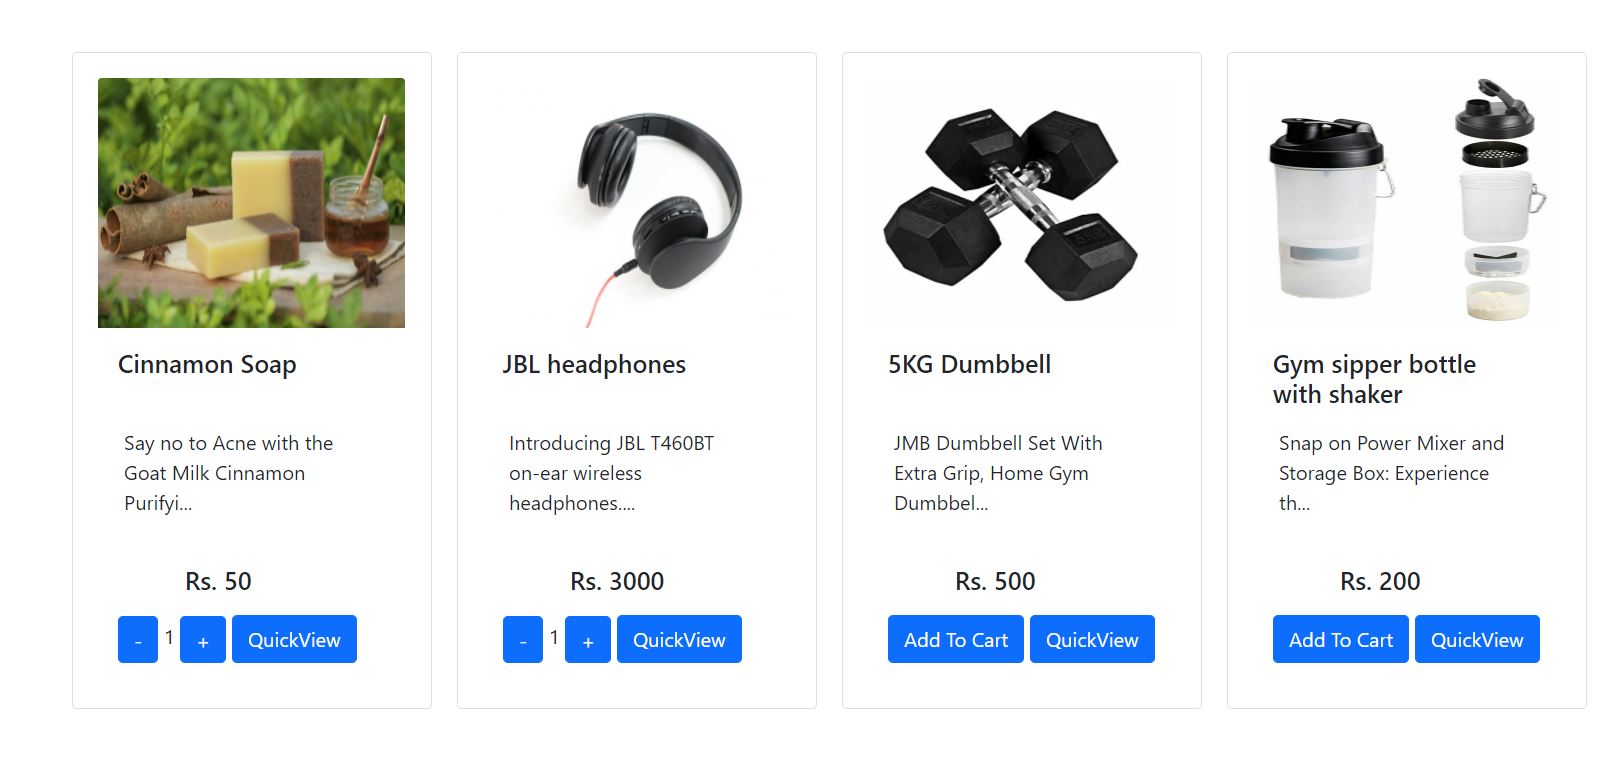 Cinnamon Soap
Say no to Acne with the
Goat Milk Cinnamon
Purifyi...
Rs. 50
- 1 + QuickView
JBL headphones
Introducing JBL T460BT
on-ear wireless
headphones....
Rs. 3000
- 1 + QuickView
5KG Dumbbell
JMB Dumbbell Set With
Extra Grip, Home Gym
Dumbbel...
Rs. 500
Add To Cart QuickView
Gym sipper bottle
with shaker
Snap on Power Mixer and
Storage Box: Experience
th...
Rs. 200
Add To Cart QuickView